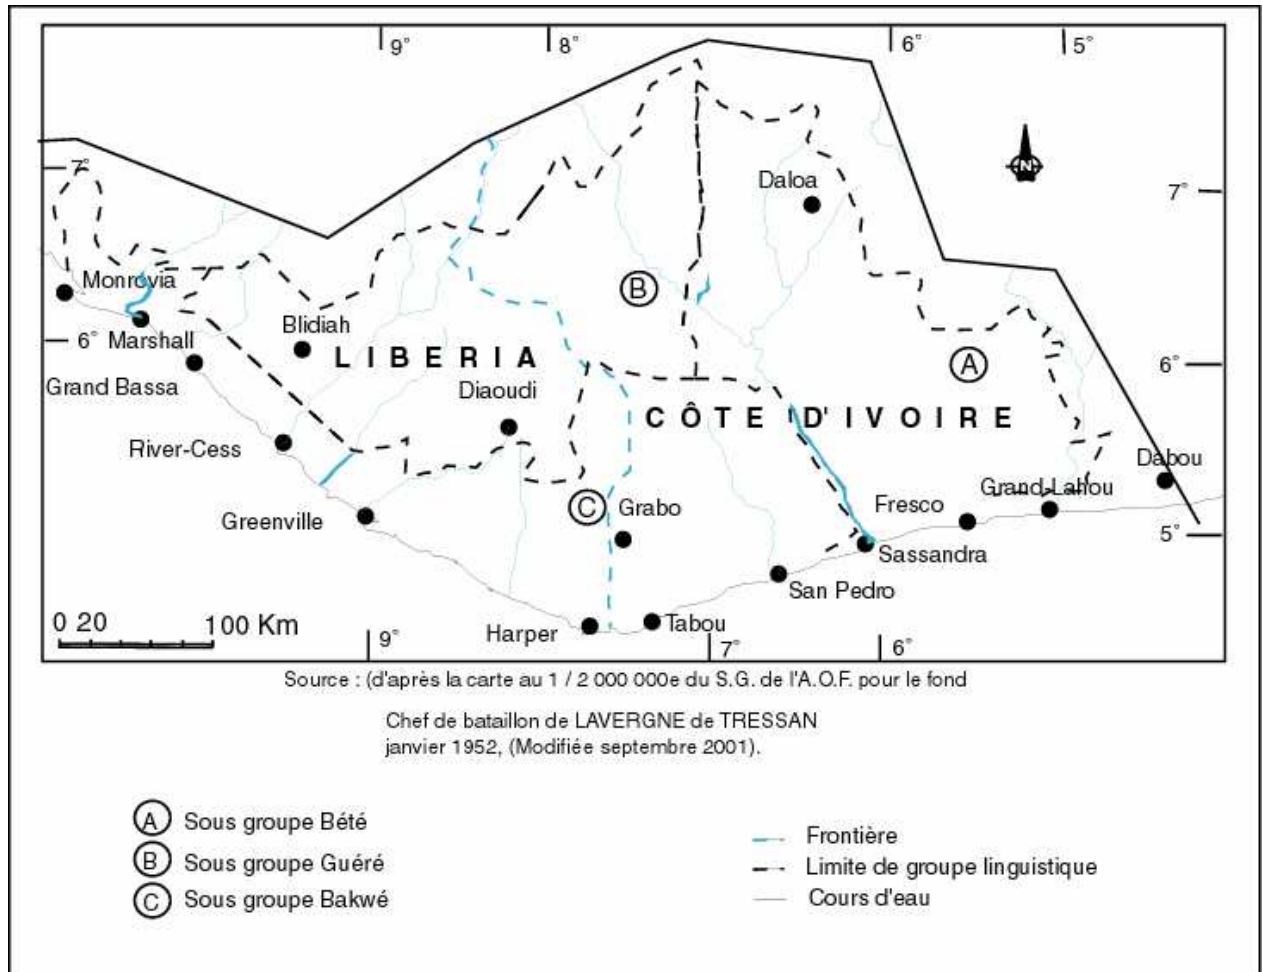 9° 8° 6° 5°
7°
7°
Daloa
Monrovia
B
Blidiah
Marshall
6°
LIBERIA
6°
A
Grand Bassa
Diaoudi
CÔTE D'IVOIRE
River-Cess
Dabou
Grand-Lahou
C
Grabo
Fresco
Greenville
5°
Sassandra
San Pedro
0 20 100 Km
Harper
Tabou
9° 7° 6°
N
Source : (d'après la carte au 1 / 2 000 000e du S.G. de l'A.O.F. pour le fond
Chef de bataillon de LAVERGNE de TRESSAN
janvier 1952, (Modifiée septembre 2001).
A Sous groupe Bété
B Sous groupe Guéré
C Sous groupe Bakwé
Frontière
Limite de groupe linguistique
Cours d'eau